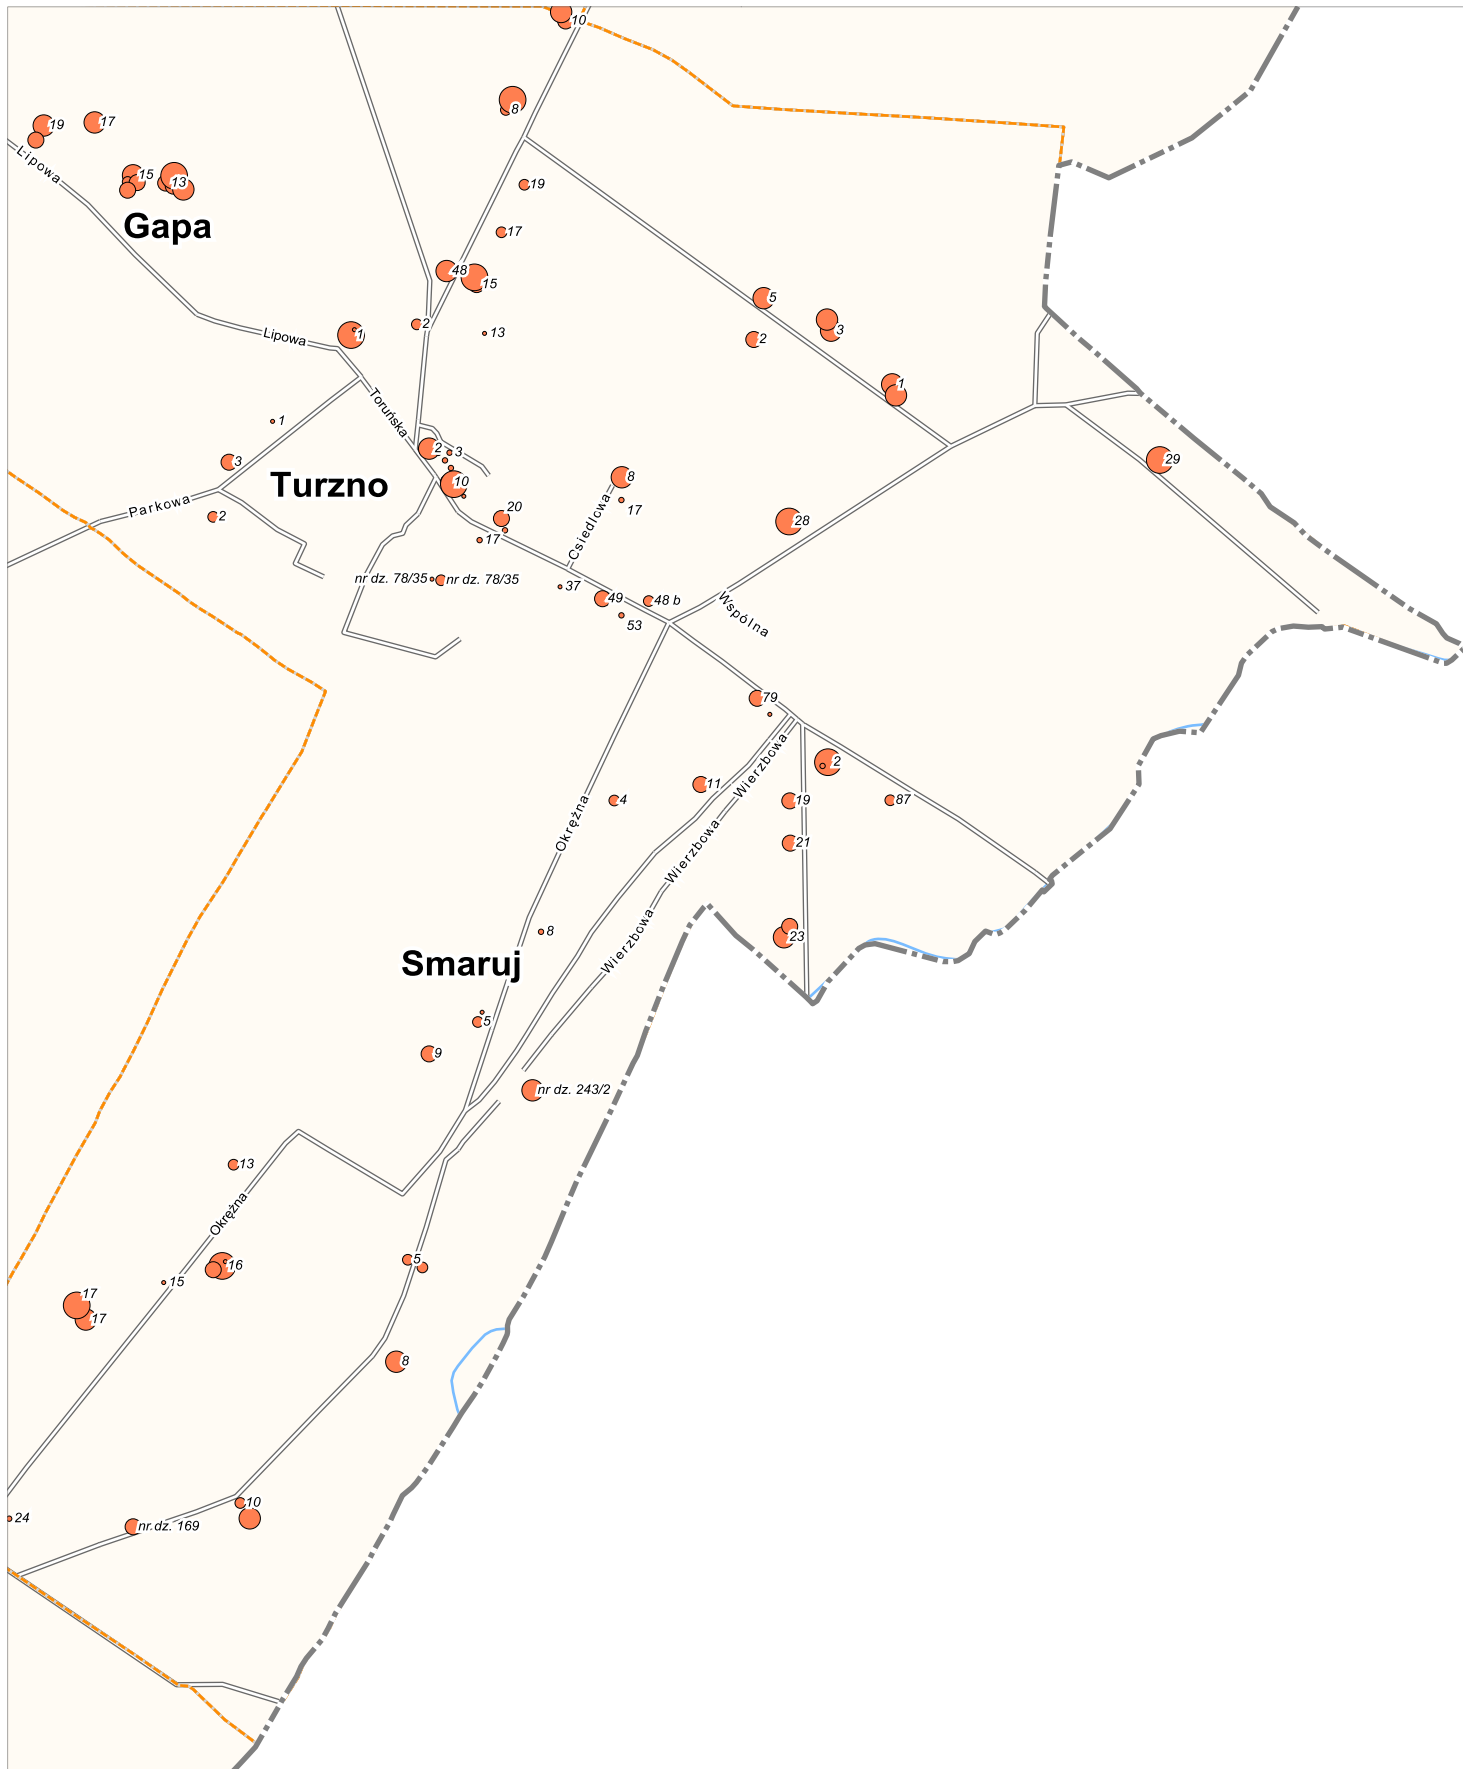 10
8
19
17
Lipowa
15
13
19
Gapa
17
48
15
5
2
13
3
2
1
Lipowa
1
Toruńska
1
2
3
3
29
8
10
Turzno
Parkowa
17
20
28
2
Csiedlowa
17
nr dz. 78/35
nr dz. 78/35
37
49
48 b
53
Wspólna
79
Wierzbowa
2
11
19
87
4
Okrężna
21
Wierzbowa
8
23
Wierzbowa
Smaruj
5
9
nr dz. 243/2
13
Okrężna
5
16
15
17
17
8
10
24
nr dz. 169